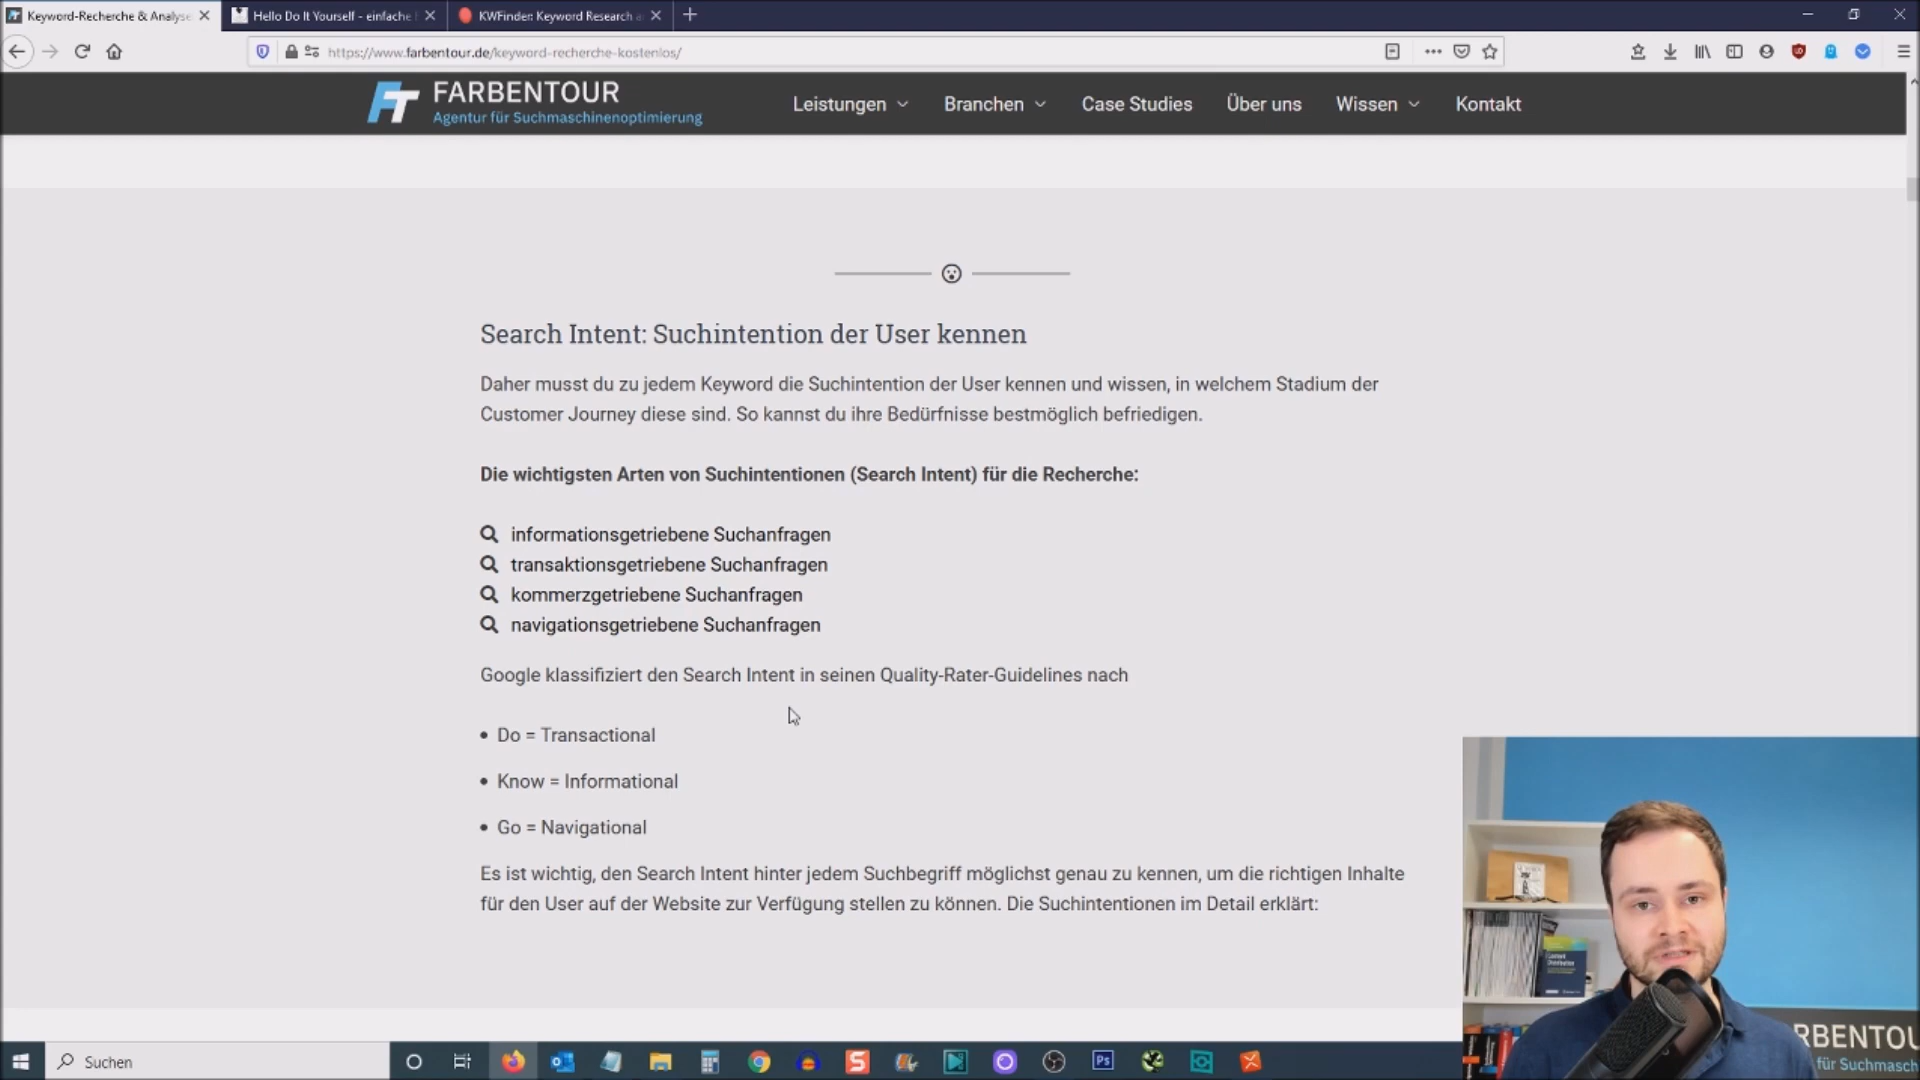 Keyword-Recherche & Analyse
Hello Do It Yourself - einfache
KWFinder: Keyword Research a
https://www.farbentour.de/keyword-recherche-kostenlos/
FT
FARBENTOUR
Agentur für Suchmaschinenoptimierung
Leistungen
Branchen
Case Studies
Über uns
Wissen
Kontakt
Search Intent: Suchintention der User kennen
Daher musst du zu jedem Keyword die Suchintention der User kennen und wissen, in welchem Stadium der
Customer Journey diese sind. So kannst du ihre Bedürfnisse bestmöglich befriedigen.
Die wichtigsten Arten von Suchintentionen (Search Intent) für die Recherche:
informationsgetriebene Suchanfragen
transaktionsgetriebene Suchanfragen
kommerzgetriebene Suchanfragen
navigationsgetriebene Suchanfragen
Google klassifiziert den Search Intent in seinen Quality-Rater-Guidelines nach
• Do = Transactional
• Know = Informational
• Go = Navigational
Es ist wichtig, den Search Intent hinter jedem Suchbegriff möglichst genau zu kennen, um die richtigen Inhalte
für den User auf der Website zur Verfügung stellen zu können. Die Suchintentionen im Detail erklärt:
RBENTOU
für Suchmasch
Suchen
Ps